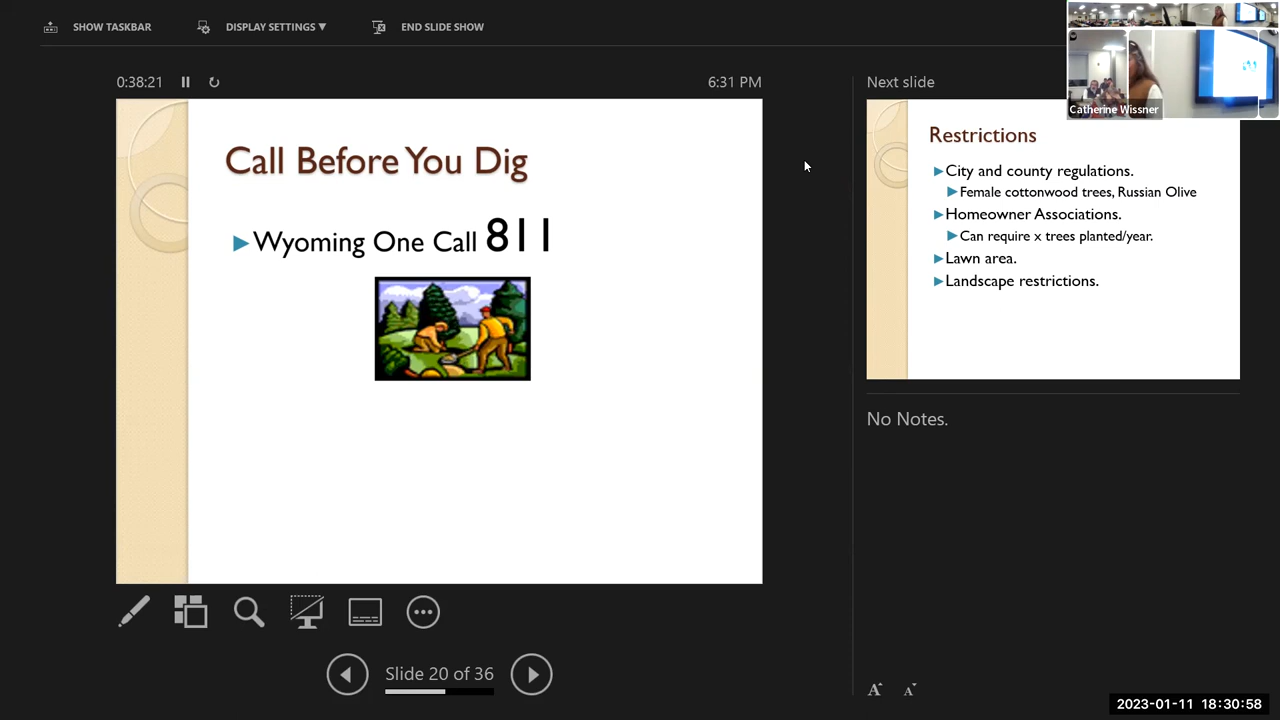 SHOW TASKBAR
DISPLAY SETTINGS ▼
END SLIDE SHOW
0:38:21
6:31 PM
Next slide
Catherine Wissner
Call Before You Dig
Wyoming One Call 811
Restrictions
City and county regulations.
Female cottonwood trees, Russian Olive
Homeowner Associations.
Can require x trees planted/year.
Lawn area.
Landscape restrictions.
No Notes.
Slide 20 of 36
A A
2023-01-11 18:30:58